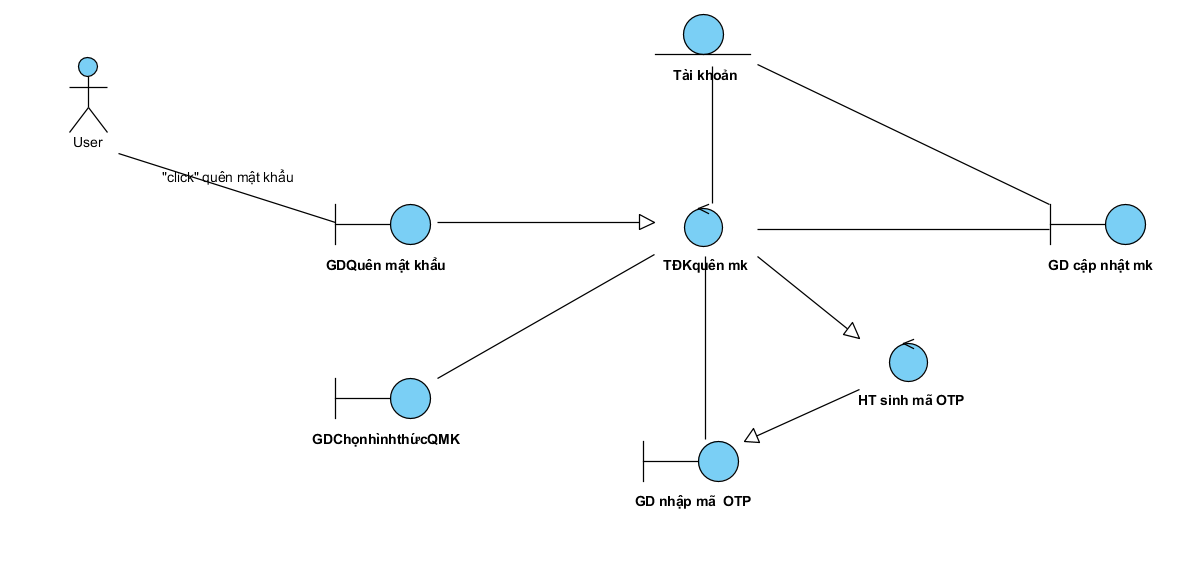 Tải khoản
User
"click" quên mật khẩu
GDQuên mật khẩu
TĐKquên mk
GD cập nhật mk
HT sinh mã OTP
GDChọnhìnhthứcQMK
GD nhập mã  OTP